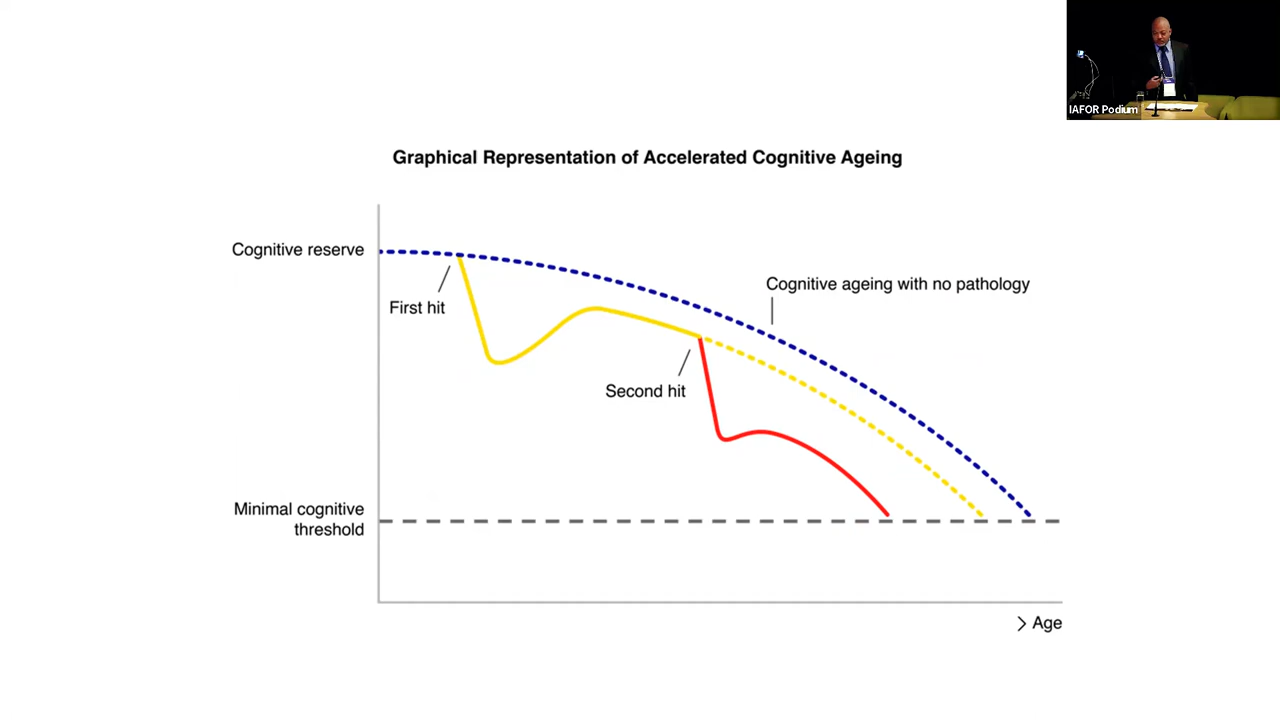 IAFOR Podium
Graphical Representation of Accelerated Cognitive Ageing
Cognitive reserve
First hit
Cognitive ageing with no pathology
Second hit
Minimal cognitive
threshold
> Age